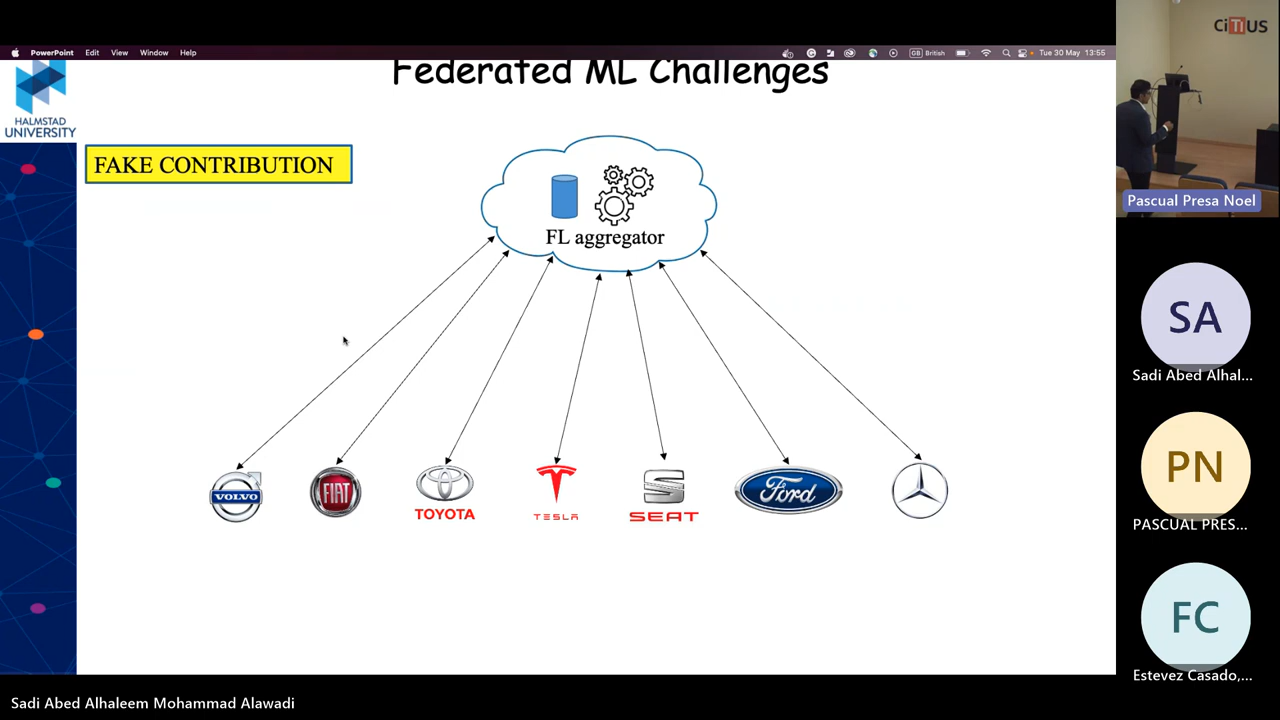 PowerPoint Edit View Window Help
British Tue 30 May 13:55
Federated ML Challenges
HALMSTAD
UNIVERSITY
FAKE CONTRIBUTION
FL aggregator
VOLVO
FIAT
TOYOTA
TESLA
SEAT
Ford
CiTIUS
Pascual Presa Noel
SA
Sadi Abed Alhal...
PN
PASCUAL PRES...
FC
Estevez Casado,...
Sadi Abed Alhaleem Mohammad Alawadi